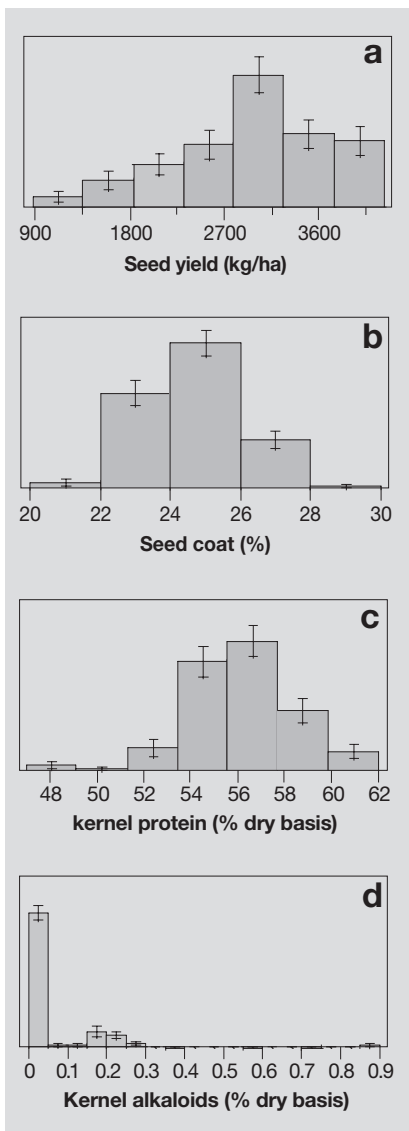 a
900 1800 2700 3600
Seed yield (kg/ha)
b
20 22 24 26 28 30
Seed coat (%)
c
48 50 52 54 56 58 60 62
kernel protein (% dry basis)
d
0 0.1 0.2 0.3 0.4 0.5 0.6 0.7 0.8 0.9
Kernel alkaloids (% dry basis)